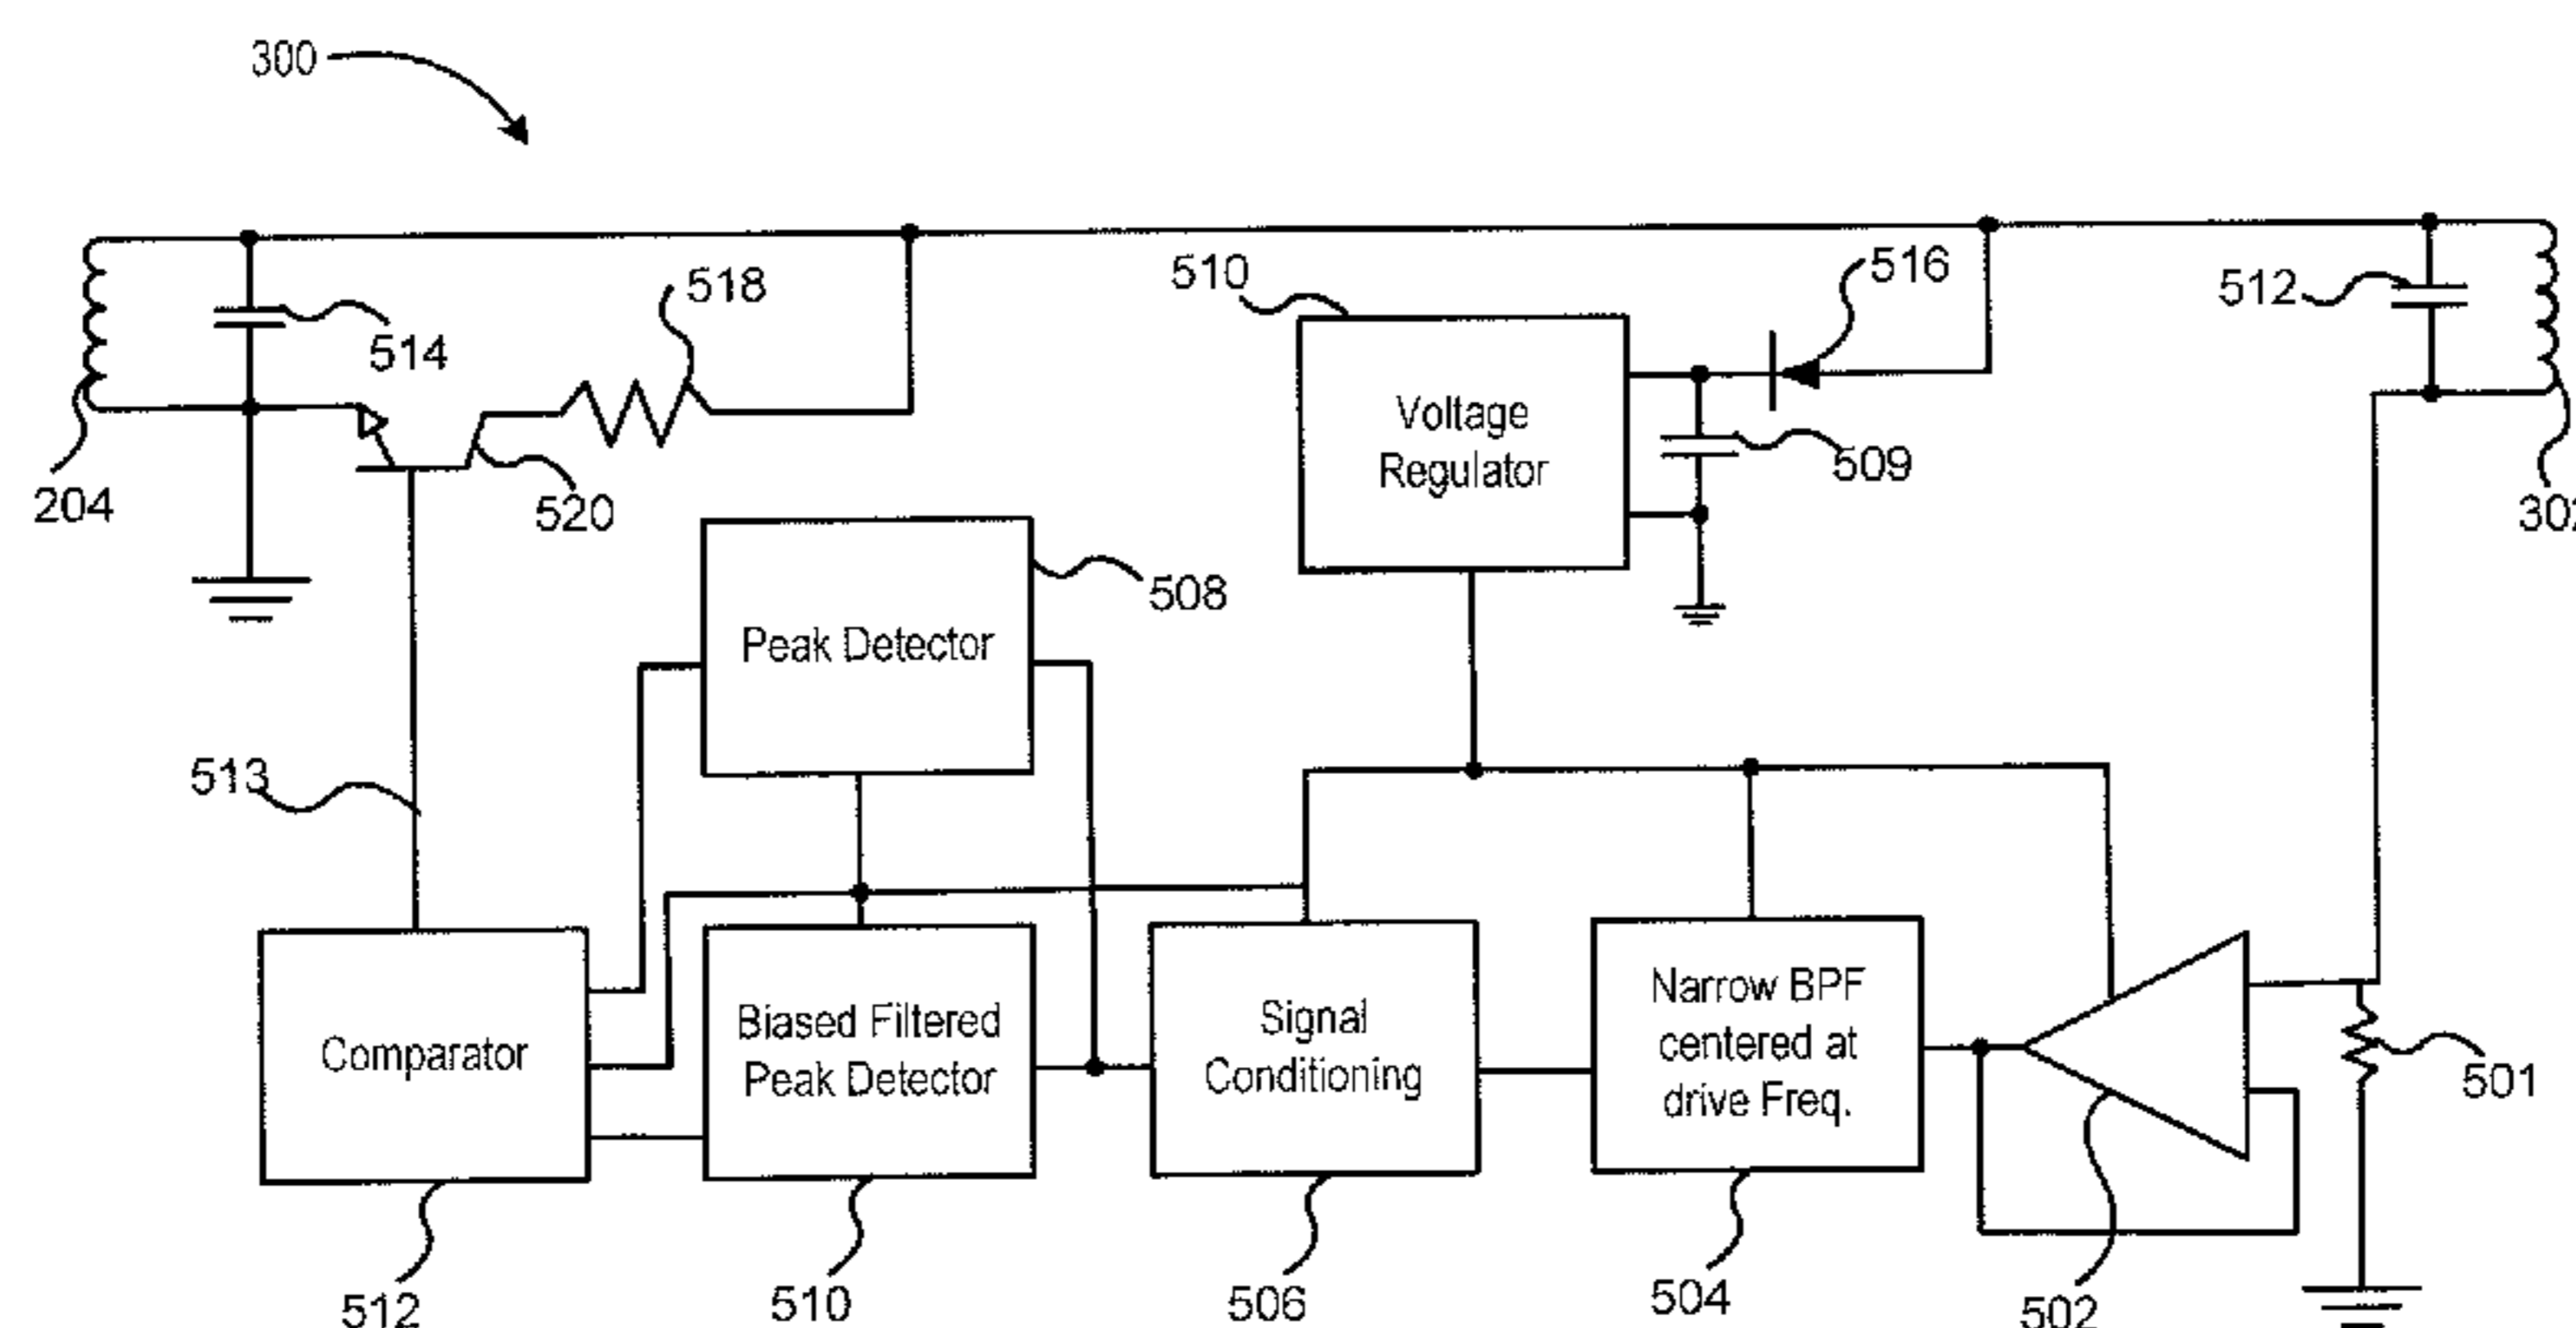 300
510
516
512
518
514
Voltage
Regulator
509
204
520
302
508
Peak Detector
513
Comparator
Biased Filtered
Peak Detector
Signal
Conditioning
Narrow BPF
centered at
drive Freq.
501
512
510
506
504
502